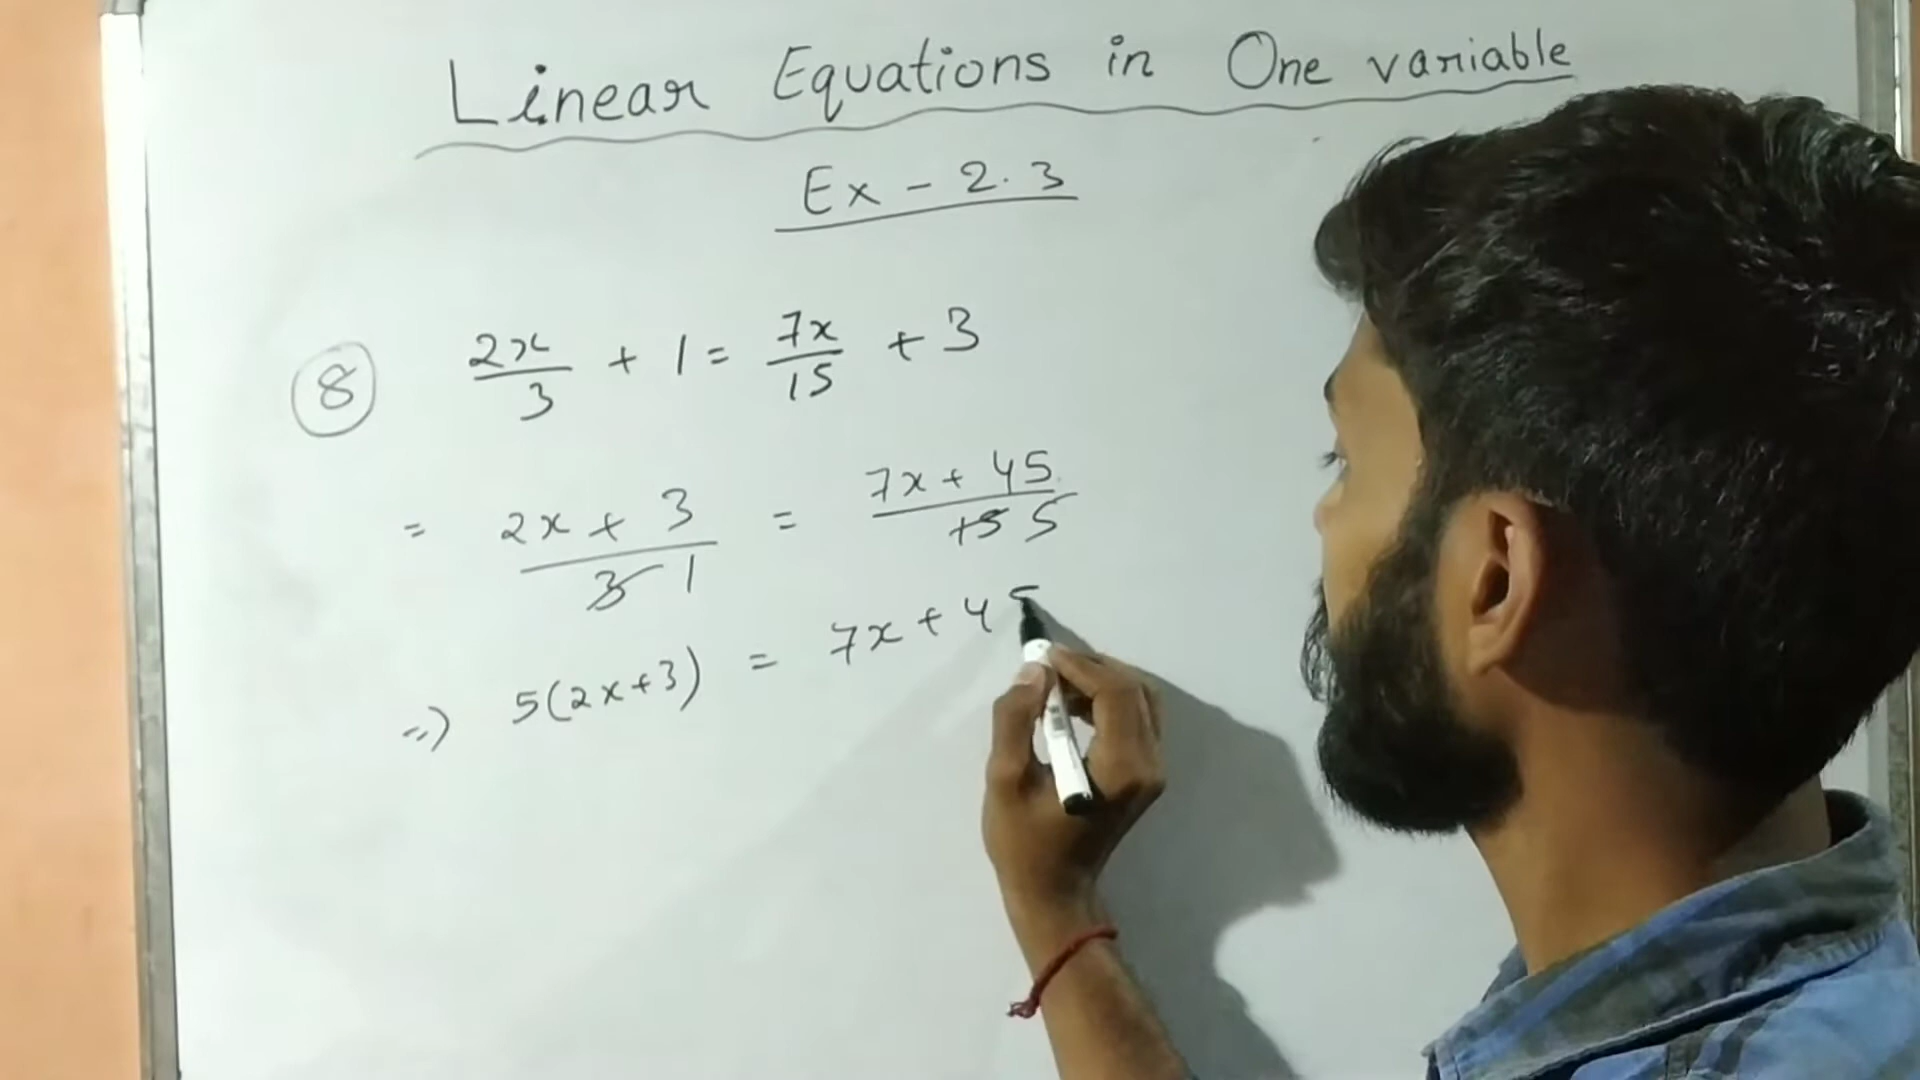 Linear Equations in One variable
Ex - 2.3
8 2x/3 + 1 = 7x/15 + 3
= 2x + 3/3 1 = 7x + 45/15 5
=) 5(2x+3) = 7x + 45